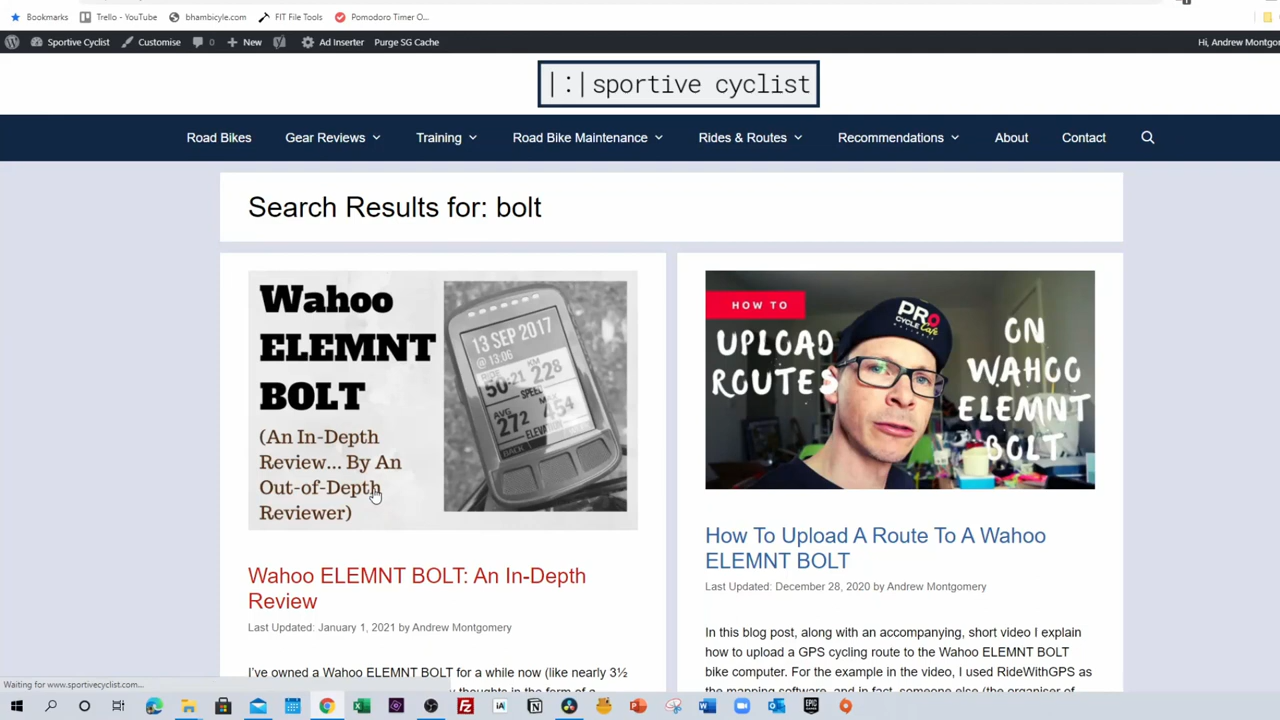 Bookmarks Trello - YouTube bhambicyle.com FIT File Tools Pomodoro Timer O...
Sportive Cyclist Customise 0 New Ad Inserter Purge SG Cache Hi, Andrew Montgor
|:|sportive cyclist
Road Bikes Gear Reviews Training Road Bike Maintenance Rides & Routes Recommendations About Contact
Search Results for: bolt
Wahoo
ELEMNT
BOLT
(An In-Depth
Review... By An
Out-of-Depth
Reviewer)
13 SEP 2017
@ 13:06
KM
50.21 228
SPEED
AVG
272 454
ELEV
BACK
HOW TO
UPLOAD
ROUTES
PRO
CYCLE Cafe
ON
WAHOO
ELEMNT
BOLT
Wahoo ELEMNT BOLT: An In-Depth
Review
Last Updated: January 1, 2021 by Andrew Montgomery
I've owned a Wahoo ELEMNT BOLT for a while now (like nearly 3½
How To Upload A Route To A Wahoo
ELEMNT BOLT
Last Updated: December 28, 2020 by Andrew Montgomery
In this blog post, along with an accompanying, short video I explain
how to upload a GPS cycling route to the Wahoo ELEMNT BOLT
bike computer. For the example in the video, I used RideWithGPS as
the mapping software, and in fact, someone else (the organiser of
Waiting for www.sportivecyclist.com...